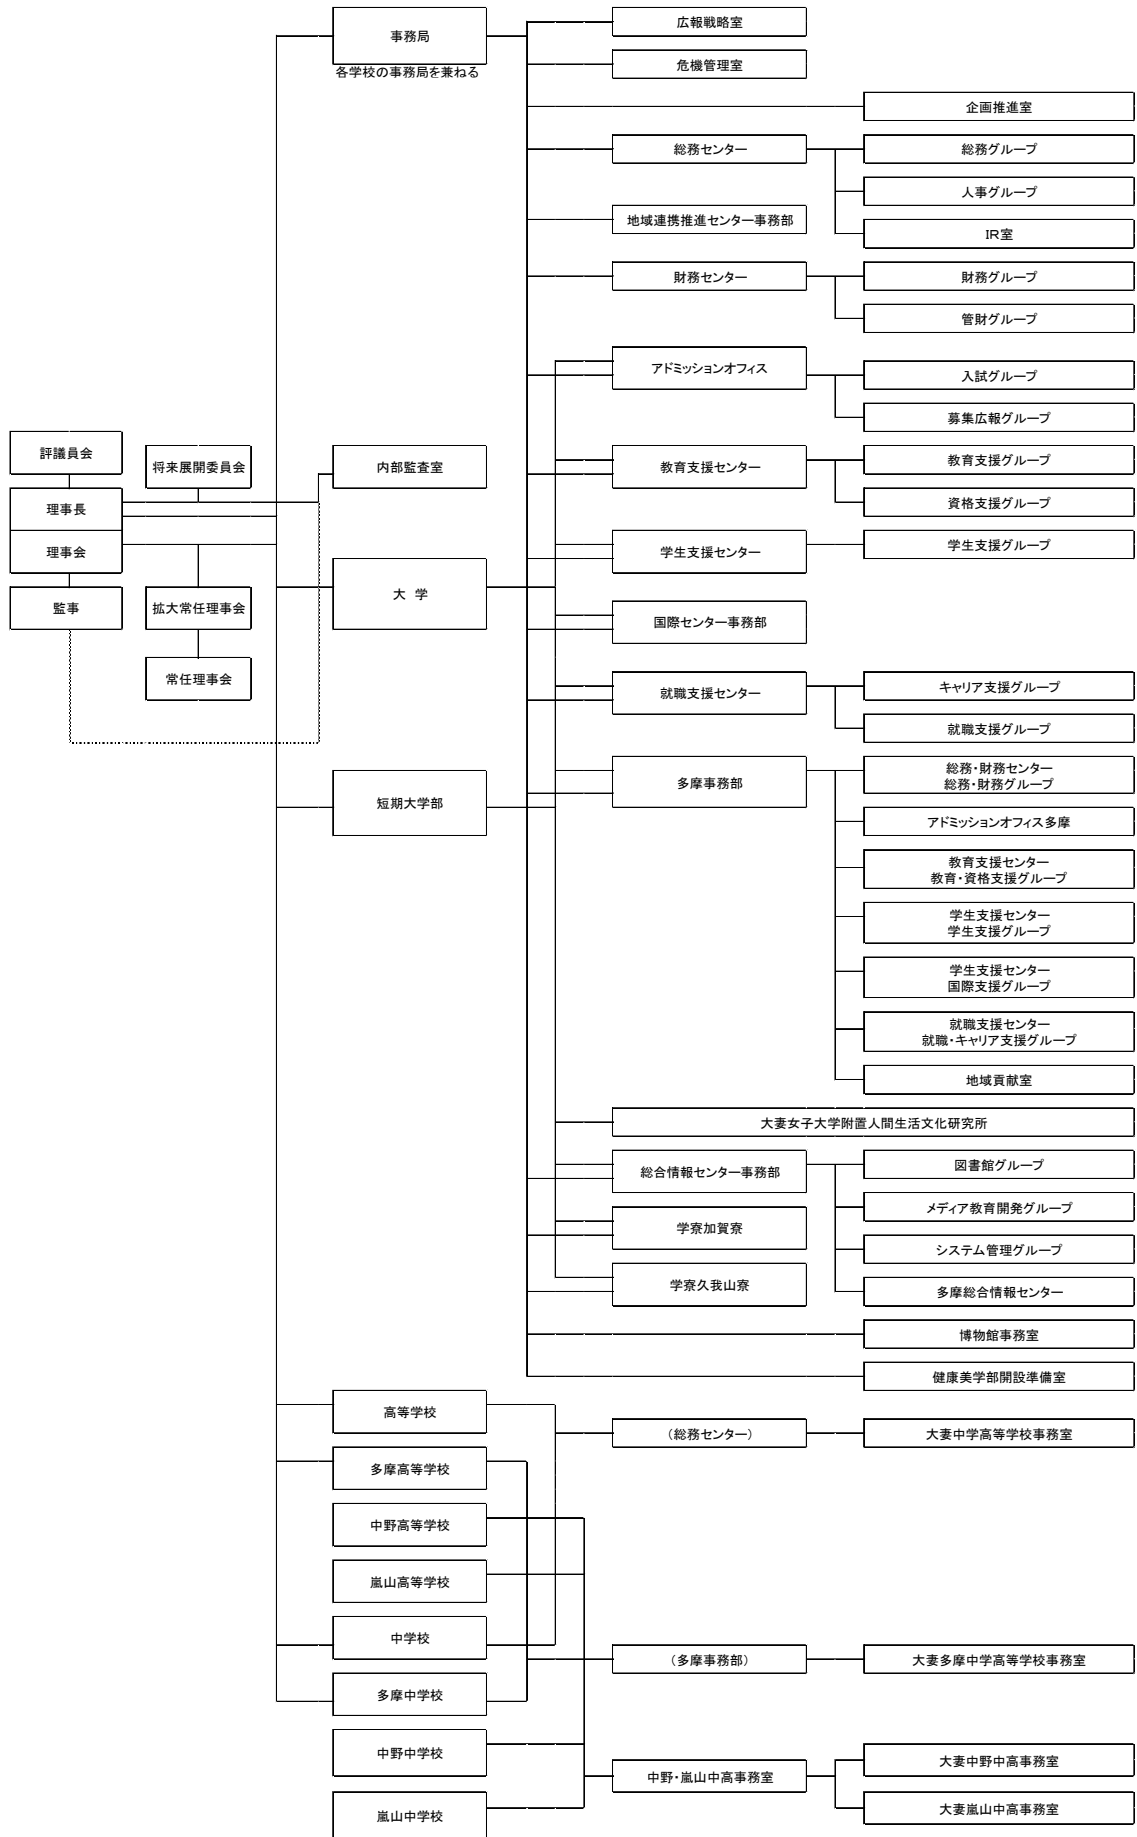 事務局
各学校の事務局を兼ねる
広報戦略室
危機管理室
企画推進室
総務センター
総務グループ
人事グループ
地域連携推進センター事務部
IR室
財務センター
財務グループ
管財グループ
アドミッションオフィス
入試グループ
募集広報グループ
評議員会
将来展開委員会
内部監査室
教育支援センター
教育支援グループ
理事長
資格支援グループ
理事会
学生支援センター
学生支援グループ
監事
拡大常任理事会
大 学
国際センター事務部
常任理事会
就職支援センター
キャリア支援グループ
就職支援グループ
短期大学部
多摩事務部
総務・財務センター
総務・財務グループ
アドミッションオフィス多摩
教育支援センター
教育・資格支援グループ
学生支援センター
学生支援グループ
学生支援センター
国際支援グループ
就職支援センター
就職・キャリア支援グループ
地域貢献室
大妻女子大学附置人間生活文化研究所
総合情報センター事務部
図書館グループ
メディア教育開発グループ
学寮加賀寮
システム管理グループ
学寮久我山寮
多摩総合情報センター
博物館事務室
健康美学部開設準備室
高等学校
(総務センター)
大妻中学高等学校事務室
多摩高等学校
中野高等学校
嵐山高等学校
中学校
(多摩事務部)
大妻多摩中学高等学校事務室
多摩中学校
中野中学校
中野・嵐山中高事務室
大妻中野中高事務室
嵐山中学校
大妻嵐山中高事務室